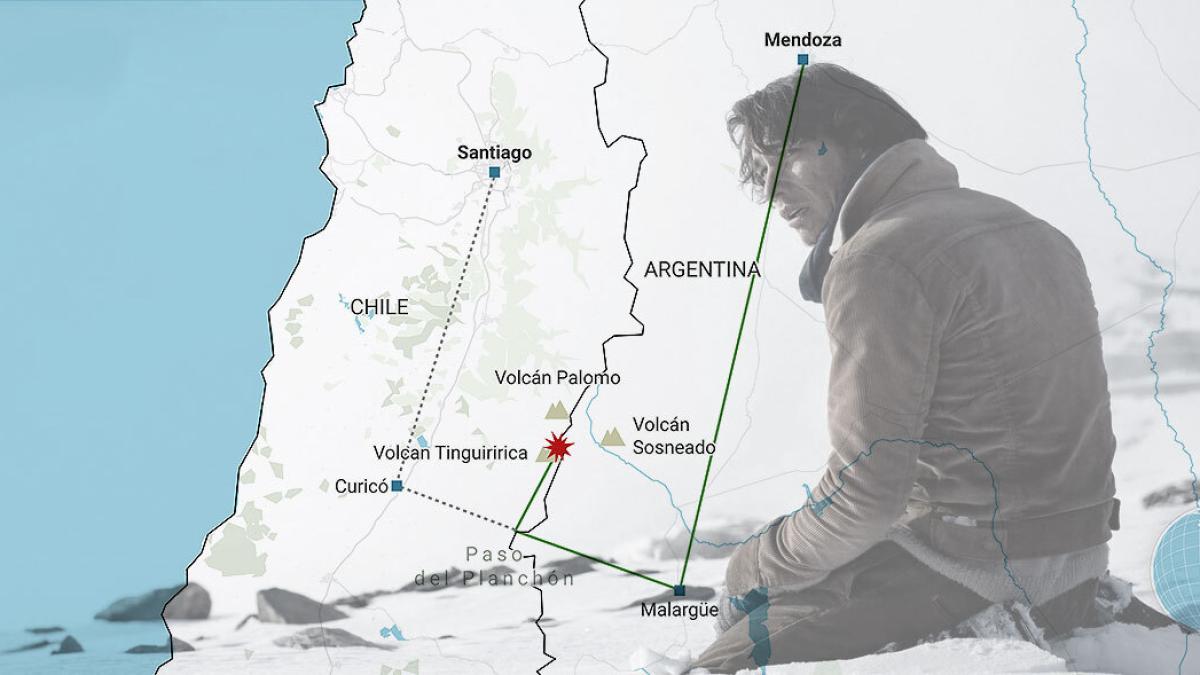 Mendoza
Santiago
ARGENTINA
CHILE
Volcán Palomo
Volcán
Sosneado
Volcan Tinguiririca
Curicó
Paso
del Planchón
Malargüe